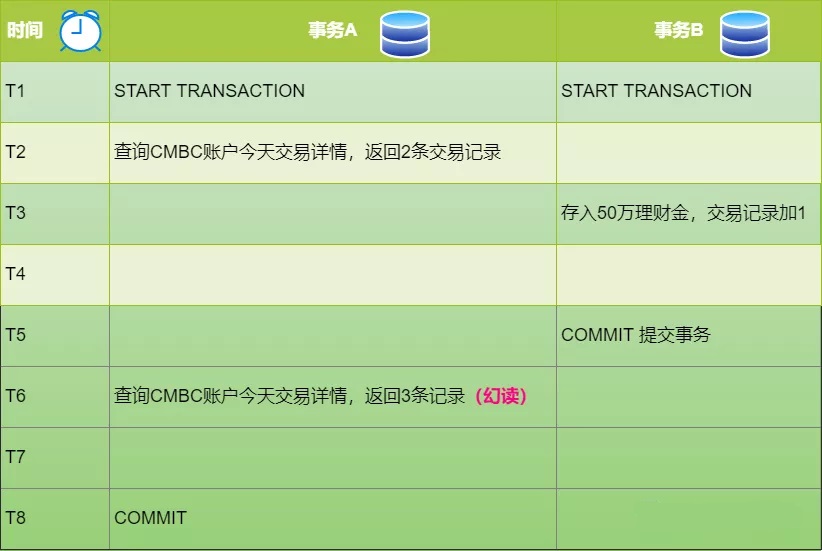 时间 事务A 事务B
T1 START TRANSACTION START TRANSACTION
T2 查询CMBC账户今天交易详情，返回2条交易记录
T3 存入50万理财金，交易记录加1
T4
T5 COMMIT 提交事务
T6 查询CMBC账户今天交易详情，返回3条记录（幻读）
T7
T8 COMMIT